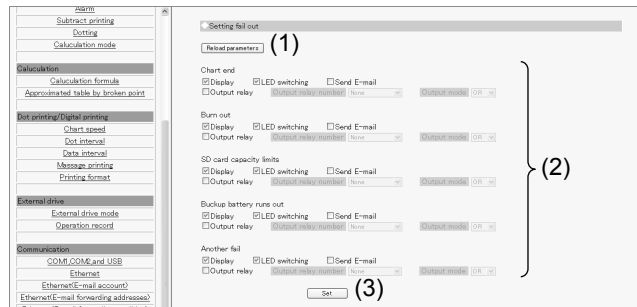 Alarm
Subtract printing
Dotting
Caluculation mode
Caluculation
Caluculation formula
Approximated table by broken point
Dot printing/Digital printing
Chart speed
Dot interval
Data interval
Massage printing
Printing format
External drive
External drive mode
Operation record
Communication
COM1,COM2,and USB
Ethernet
Ethernet(E-mail account)
Ethernet(E-mail forwarding addresses)
Setting fail out
Reload parameters (1)
Chart end
Display LED switching Send E-mail
Output relay Output relay number None Output mode OR
Burn out
Display LED switching Send E-mail
Output relay Output relay number None Output mode OR
SD card capacity limits
Display LED switching Send E-mail
Output relay Output relay number None Output mode OR
(2)
Buckup battery runs out
Display LED switching Send E-mail
Output relay Output relay number None Output mode OR
Another fail
Display LED switching Send E-mail
Output relay Output relay number None Output mode OR
Set (3)